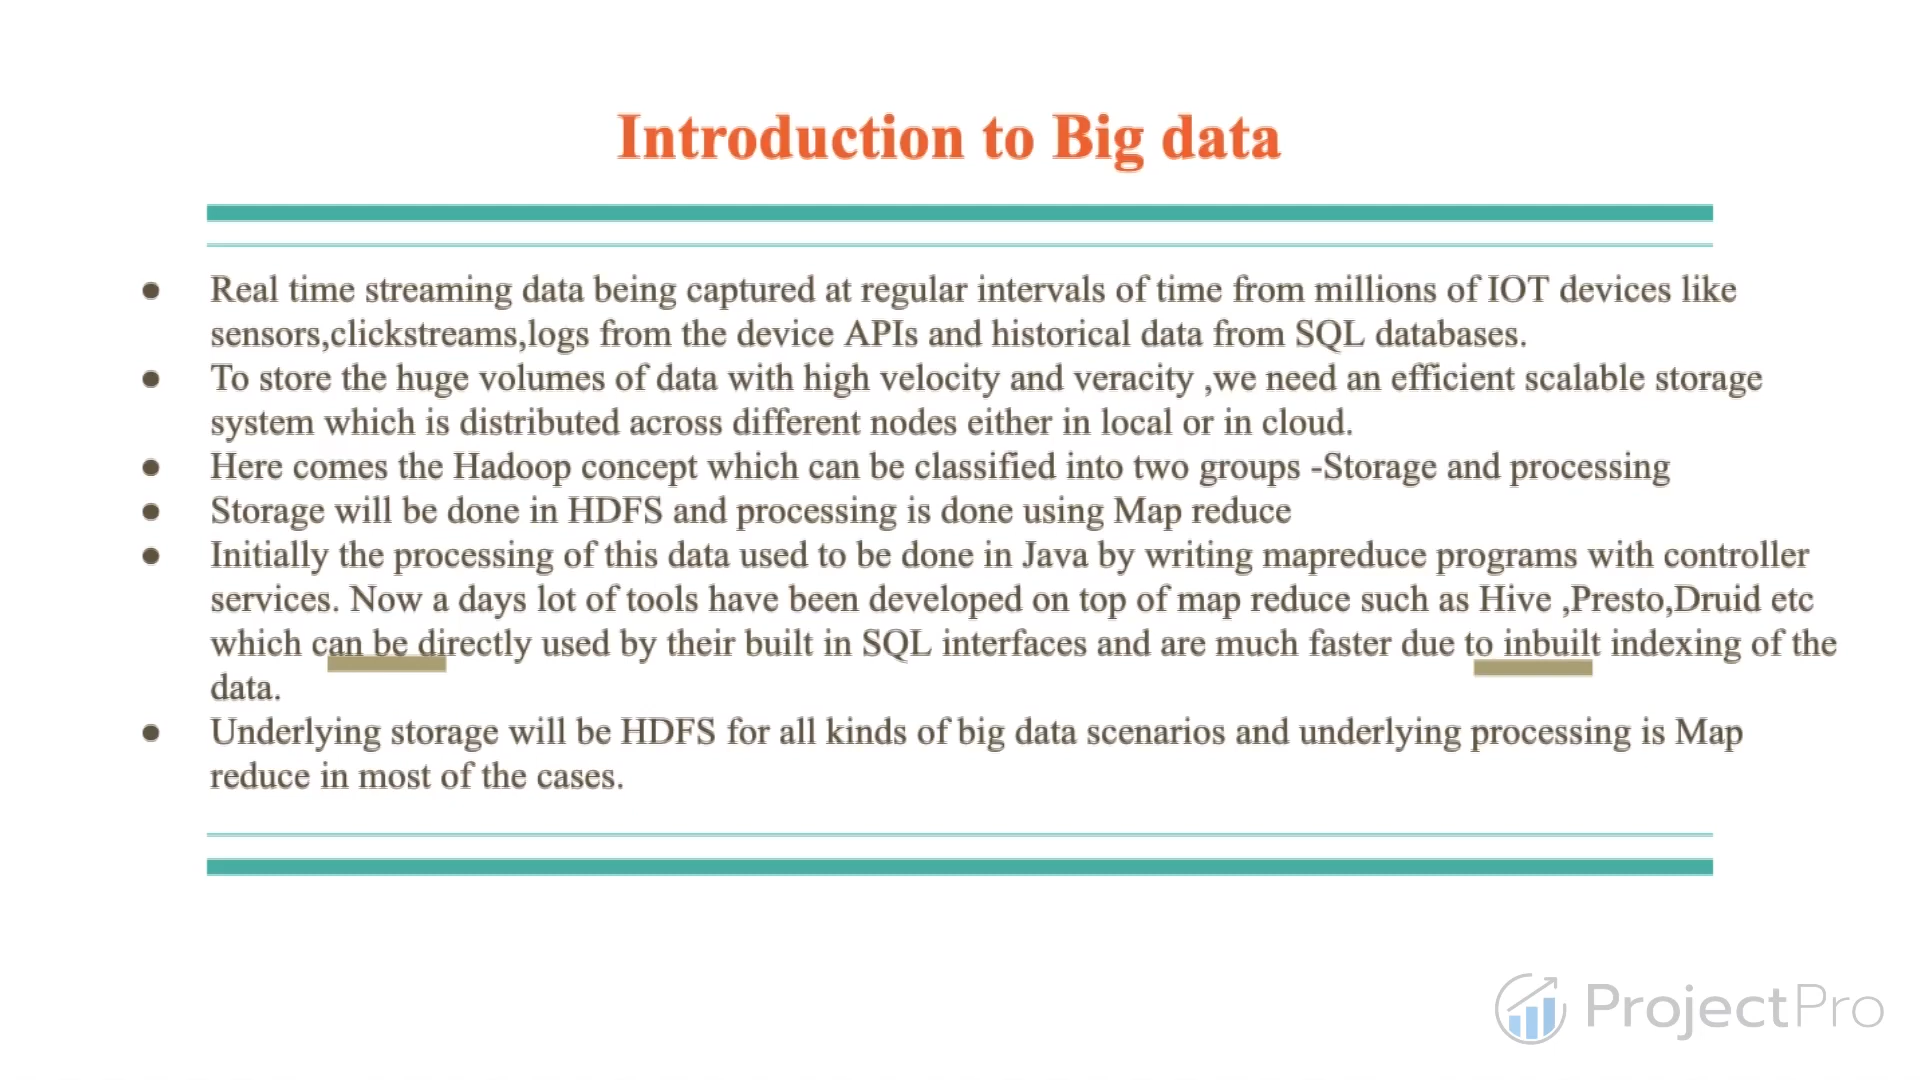 Introduction to Big data
● Real time streaming data being captured at regular intervals of time from millions of IOT devices like
sensors,clickstreams,logs from the device APIs and historical data from SQL databases.
● To store the huge volumes of data with high velocity and veracity ,we need an efficient scalable storage
system which is distributed across different nodes either in local or in cloud.
● Here comes the Hadoop concept which can be classified into two groups -Storage and processing
● Storage will be done in HDFS and processing is done using Map reduce
● Initially the processing of this data used to be done in Java by writing mapreduce programs with controller
services. Now a days lot of tools have been developed on top of map reduce such as Hive ,Presto,Druid etc
which can be directly used by their built in SQL interfaces and are much faster due to inbuilt indexing of the
data.
● Underlying storage will be HDFS for all kinds of big data scenarios and underlying processing is Map
reduce in most of the cases.
ProjectPro